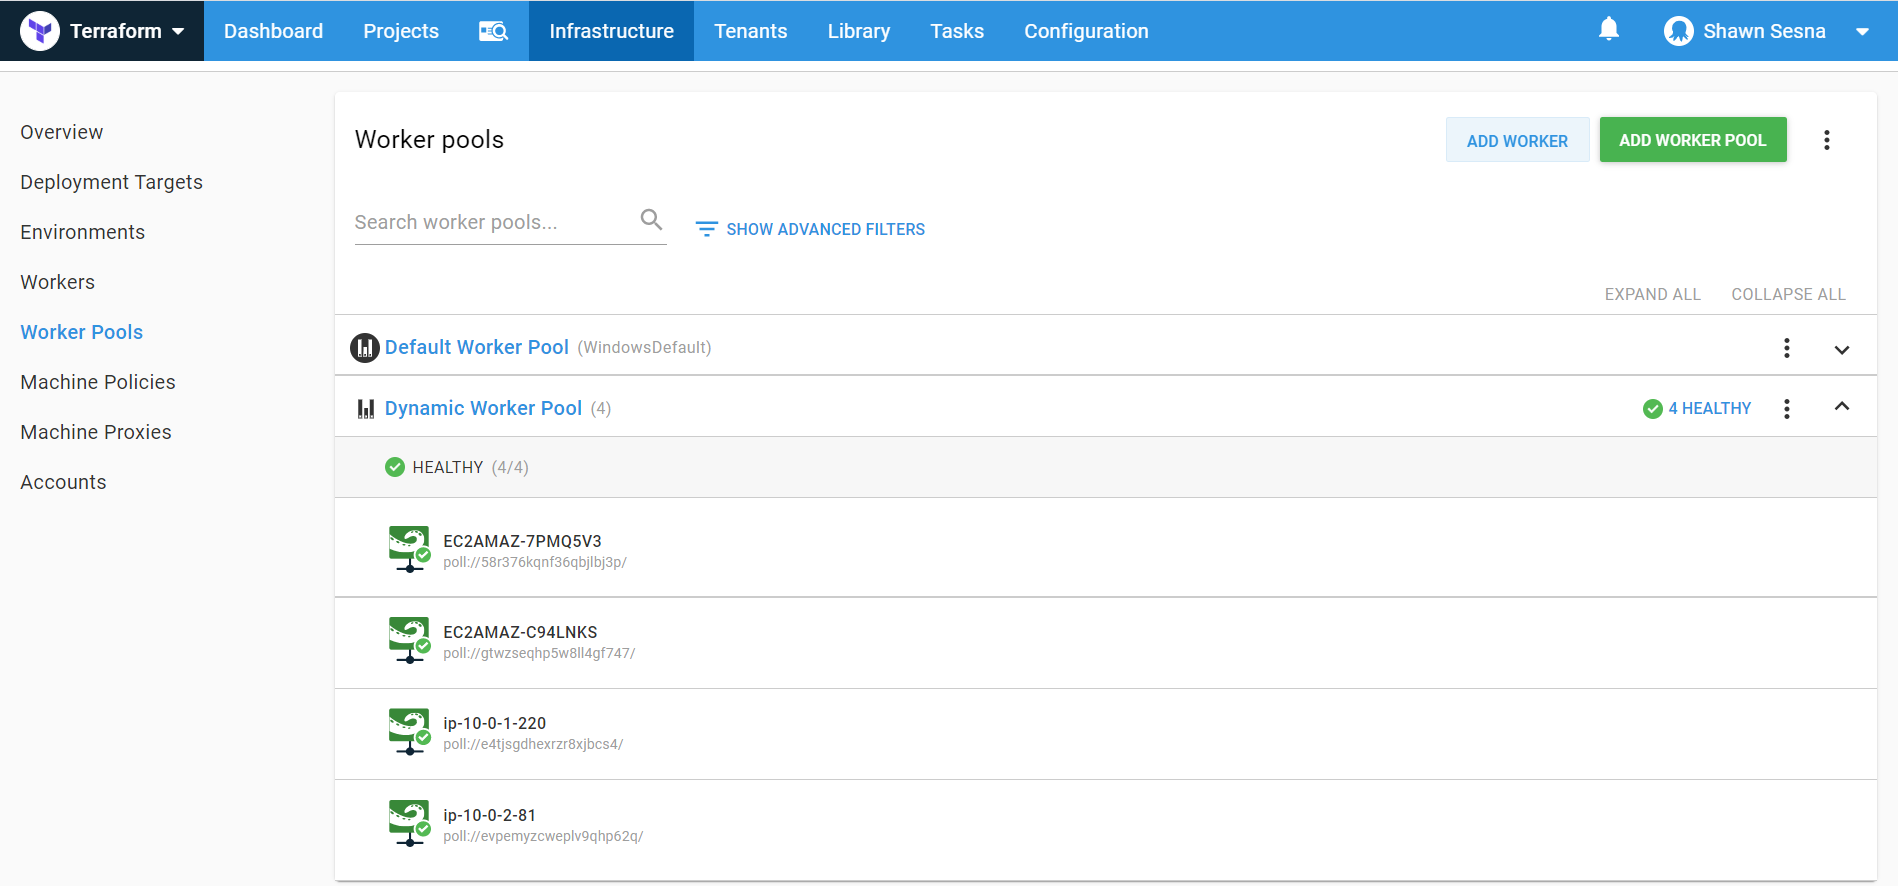 Terraform
Dashboard
Projects
Infrastructure
Tenants
Library
Tasks
Configuration
Shawn Sesna
Overview
Deployment Targets
Environments
Workers
Worker Pools
Machine Policies
Machine Proxies
Accounts
Worker pools
ADD WORKER
ADD WORKER POOL
Search worker pools...
SHOW ADVANCED FILTERS
EXPAND ALL
COLLAPSE ALL
Default Worker Pool (WindowsDefault)
Dynamic Worker Pool (4)
4 HEALTHY
HEALTHY (4/4)
EC2AMAZ-7PMQ5V3
poll://58r376kqnf36qbjlbj3p/
EC2AMAZ-C94LNKS
poll://gtwzseqhp5w8ll4gf747/
ip-10-0-1-220
poll://e4tjsgdhexrzr8xjbcs4/
ip-10-0-2-81
poll://evpemyzcweplv9qhp62q/